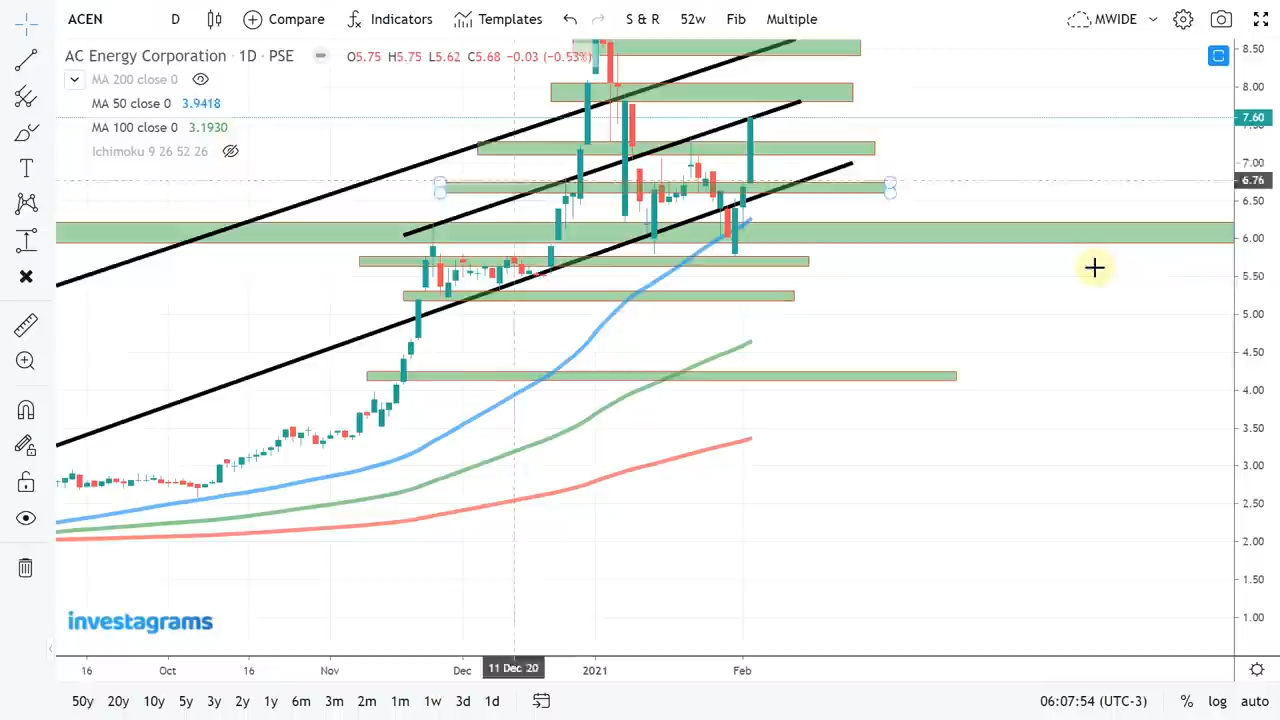 ACEN D Compare Indicators Templates S & R 52w Fib Multiple MWIDE
AC Energy Corporation · 1D · PSE O5.75 H5.75 L5.62 C5.68 −0.03 (−0.53%)
MA 200 close 0
MA 50 close 0 3.9418
MA 100 close 0 3.1930
Ichimoku 9 26 52 26
8.50
8.00
7.60
7.00
6.76
6.50
6.00
5.50
5.00
4.50
4.00
3.50
3.00
2.50
2.00
1.50
1.00
investagrams
16 Oct 16 Nov Dec 11 Dec '20 2021 Feb
50y 20y 10y 5y 3y 2y 1y 6m 3m 2m 1m 1w 3d 1d 06:07:54 (UTC-3) % log auto